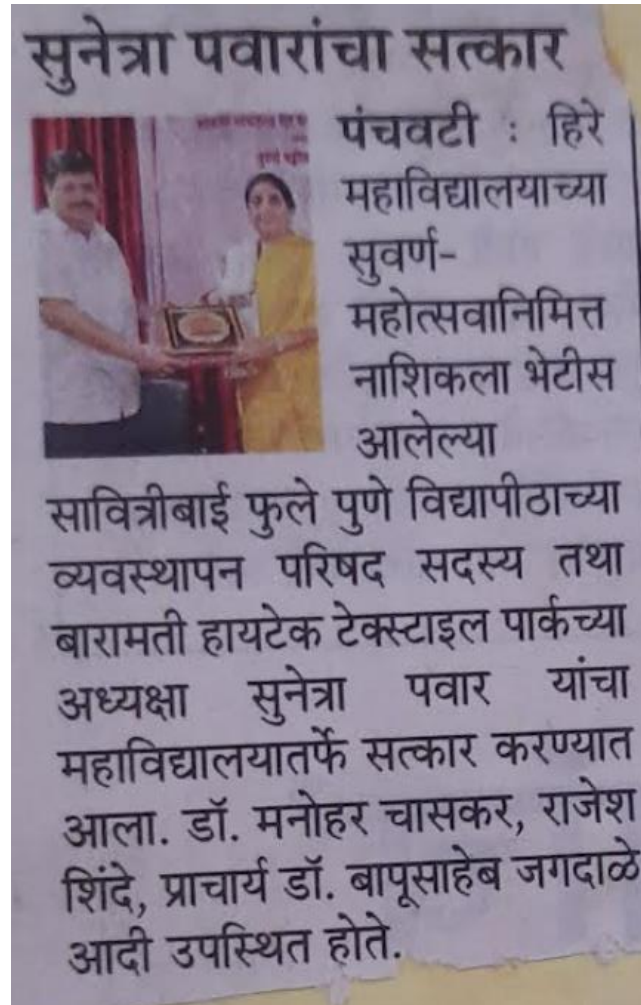 सुनेत्रा पवारांचा सत्कार
पंचवटी : हिरे
महाविद्यालयाच्या
सुवर्ण-
महोत्सवानिमित्त
नाशिकला भेटीस
आलेल्या
सावित्रीबाई फुले पुणे विद्यापीठाच्या
व्यवस्थापन परिषद सदस्य तथा
बारामती हायटेक टेक्स्टाइल पार्कच्या
अध्यक्षा सुनेत्रा पवार यांचा
महाविद्यालयातर्फे सत्कार करण्यात
आला. डॉ. मनोहर चासकर, राजेश
शिंदे, प्राचार्य डॉ. बापूसाहेब जगदाळे
आदी उपस्थित होते.